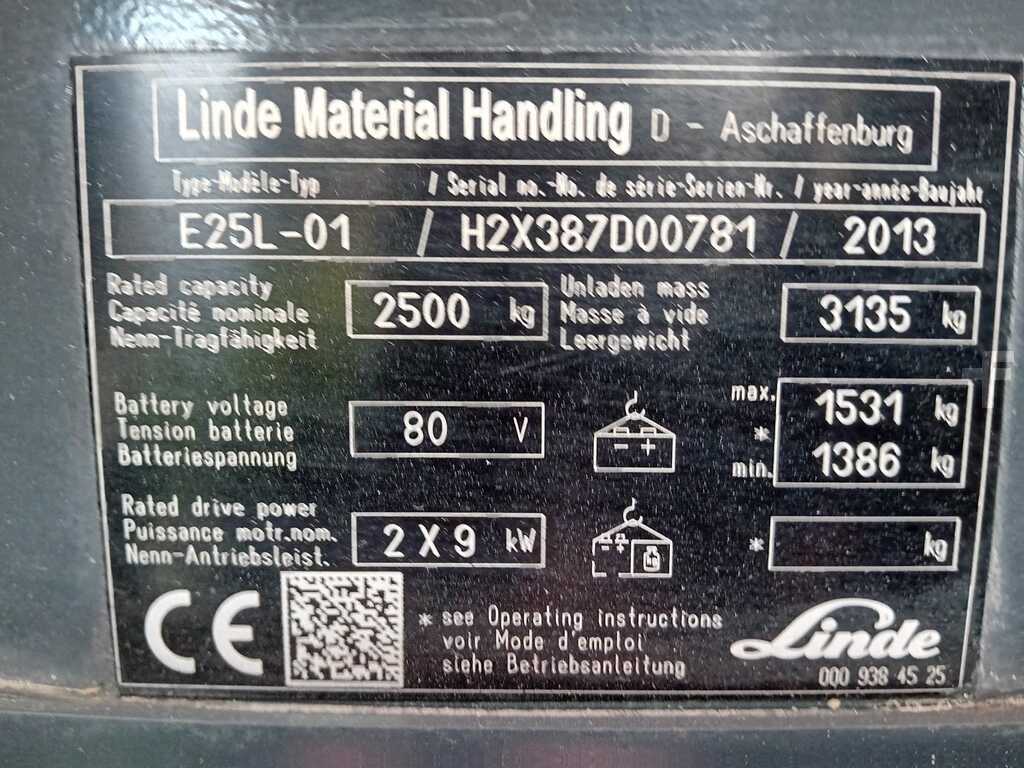 Linde Material Handling D - Aschaffenburg
Type-Modèle-Typ / Serial no.-No. de série-Serien-Nr. / year-année-Baujahr
E25L-01 / H2X387D00781 / 2013
Rated capacity
Capacité nominale
Nenn-Tragfähigkeit
2500 kg
Unladen mass
Masse à vide
Leergewicht
3135 kg
Battery voltage
Tension batterie
Batteriespannung
80 V
- +
max. 1531 kg
*
min. 1386 kg
Rated drive power
Puissance motr.nom.
Nenn-Antriebsleist.
2 X 9 kW
- + kg
* kg
CE
* see Operating instructions
voir Mode d'emploi
siehe Betriebsanleitung
Linde
000 938 45 25